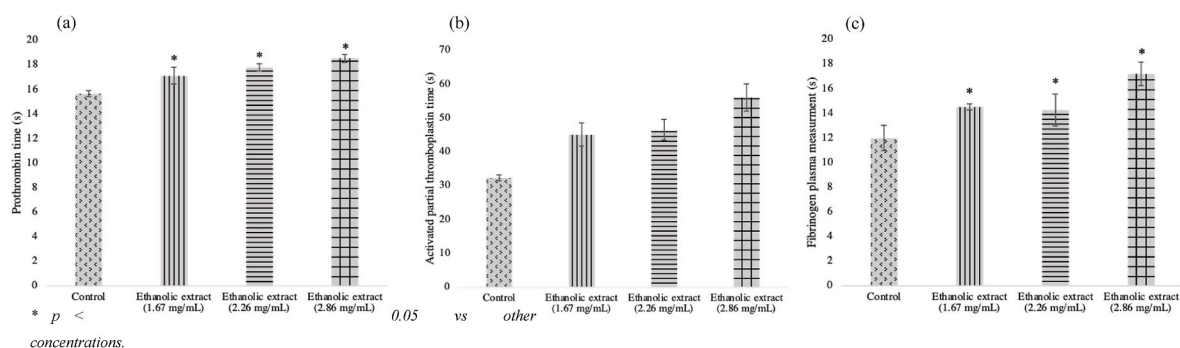 (a)
Prothrombin time (s)
20
18
16
14
12
10
8
6
4
2
0
*
*
*
Control
Ethanolic extract
(1.67 mg/mL)
Ethanolic extract
(2.26 mg/mL)
Ethanolic extract
(2.86 mg/mL)
(b)
Activated partial thromboplastin time (s)
70
60
50
40
30
20
10
0
Control
Ethanolic extract
(1.67 mg/mL)
Ethanolic extract
(2.26 mg/mL)
Ethanolic extract
(2.86 mg/mL)
(c)
Fibrinogen plasma measurment (s)
20
18
16
14
12
10
8
6
4
2
0
*
*
*
Control
Ethanolic extract
(1.67 mg/mL)
Ethanolic extract
(2.26 mg/mL)
Ethanolic extract
(2.86 mg/mL)
* p < 0.05 vs other
concentrations.